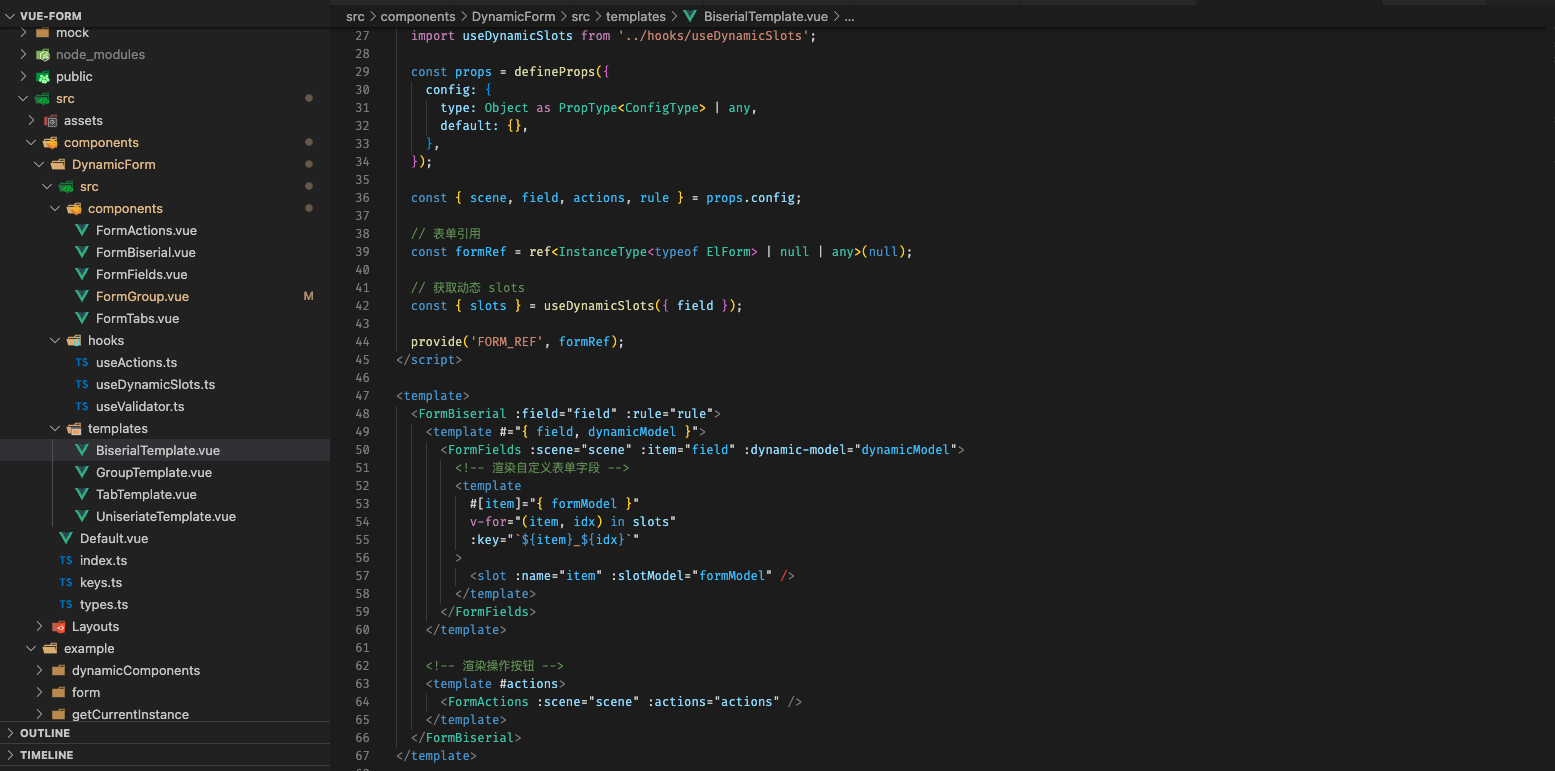 VUE-FORM
mock
node_modules
public
src
assets
components
DynamicForm
src
components
FormActions.vue
FormBiserial.vue
FormFields.vue
FormGroup.vue M
FormTabs.vue
hooks
TS useActions.ts
TS useDynamicSlots.ts
TS useValidator.ts
templates
BiserialTemplate.vue
GroupTemplate.vue
TabTemplate.vue
UniseriateTemplate.vue
Default.vue
TS index.ts
TS keys.ts
TS types.ts
Layouts
example
dynamicComponents
form
getCurrentInstance
OUTLINE
TIMELINE
src > components > DynamicForm > src > templates > BiserialTemplate.vue > ...
27 import useDynamicSlots from '../hooks/useDynamicSlots';
28
29 const props = defineProps({
30 config: {
31 type: Object as PropType<ConfigType> | any,
32 default: {},
33 },
34 });
35
36 const { scene, field, actions, rule } = props.config;
37
38 // 表单引用
39 const formRef = ref<InstanceType<typeof ElForm> | null | any>(null);
40
41 // 获取动态 slots
42 const { slots } = useDynamicSlots({ field });
43
44 provide('FORM_REF', formRef);
45 </script>
46
47 <template>
48 <FormBiserial :field="field" :rule="rule">
49 <template #="{ field, dynamicModel }">
50 <FormFields :scene="scene" :item="field" :dynamic-model="dynamicModel">
51 <!-- 渲染自定义表单字段 -->
52 <template
53 #[item]="{ formModel }"
54 v-for="(item, idx) in slots"
55 :key="`${item}_${idx}`"
56 >
57 <slot :name="item" :slotModel="formModel" />
58 </template>
59 </FormFields>
60 </template>
61
62 <!-- 渲染操作按钮 -->
63 <template #actions>
64 <FormActions :scene="scene" :actions="actions" />
65 </template>
66 </FormBiserial>
67 </template>